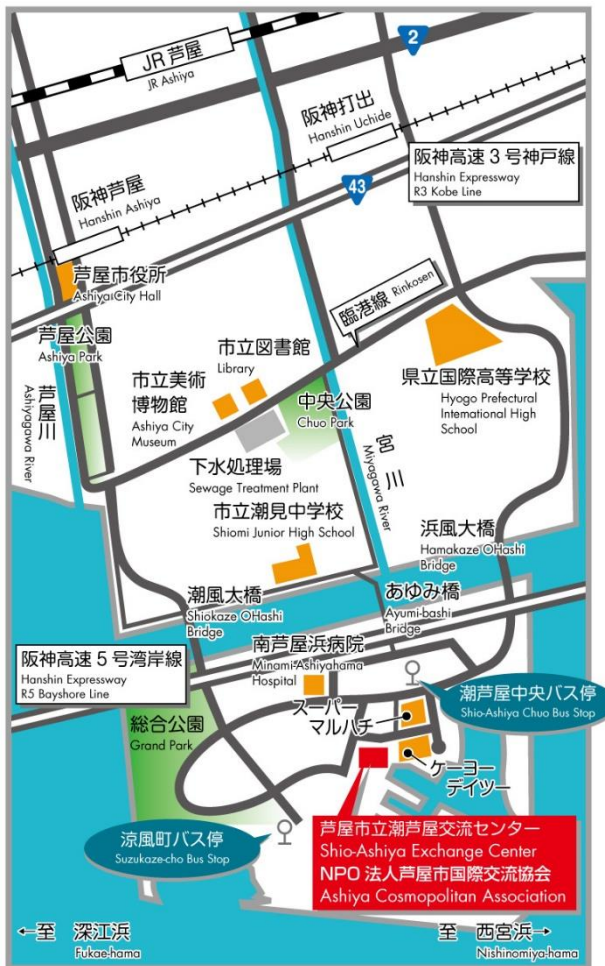 2
JR芦屋
JR Ashiya
阪神打出
Hanshin Uchide
阪神高速3号神戸線
Hanshin Expressway
R3 Kobe Line
43
阪神芦屋
Hanshin Ashiya
芦屋市役所
Ashiya City Hall
臨港線 Rinkosen
芦屋公園
Ashiya Park
市立図書館
Library
市立美術
博物館
Ashiya City
Museum
県立国際高等学校
Hyogo Prefectural
International High
School
中央公園
Chuo Park
芦屋川
Ashiyagawa River
宮川
Miyagawa River
下水処理場
Sewage Treatment Plant
市立潮見中学校
Shiomi Junior High School
浜風大橋
Hamakaze OHashi
Bridge
潮風大橋
Shiokaze OHashi
Bridge
あゆみ橋
Ayumi-bashi
Bridge
阪神高速5号湾岸線
Hanshin Expressway
R5 Bayshore Line
南芦屋浜病院
Minami-Ashiyahama
Hospital
潮芦屋中央バス停
Shio-Ashiya Chuo Bus Stop
スーパー
マルハチ
総合公園
Grand Park
ケーヨー
デイツー
涼風町バス停
Suzukaze-cho Bus Stop
芦屋市立潮芦屋交流センター
Shio-Ashiya Exchange Center
NPO法人芦屋市国際交流協会
Ashiya Cosmopolitan Association
←至 深江浜
Fukae-hama
至 西宮浜→
Nishinomiya-hama